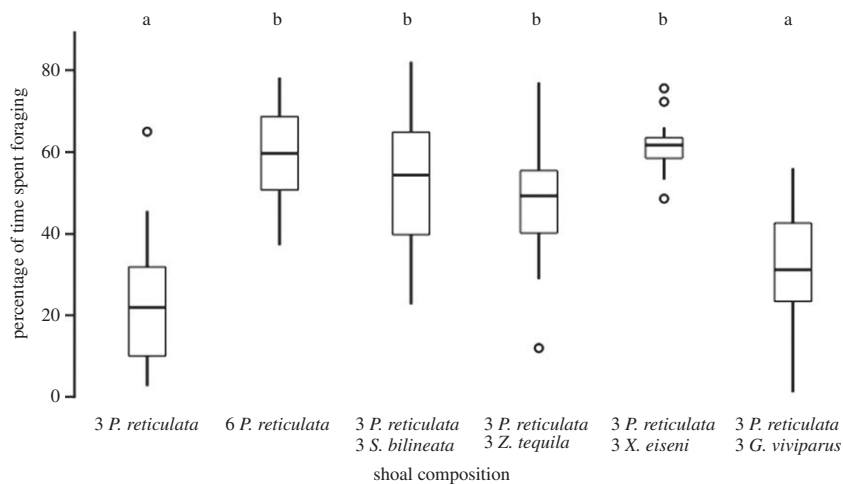 a b b b b a
percentage of time spent foraging
80
60
40
20
0
3 P. reticulata 6 P. reticulata 3 P. reticulata 3 P. reticulata 3 P. reticulata 3 P. reticulata
3 S. bilineata 3 Z. tequila 3 X. eiseni 3 G. viviparus
shoal composition